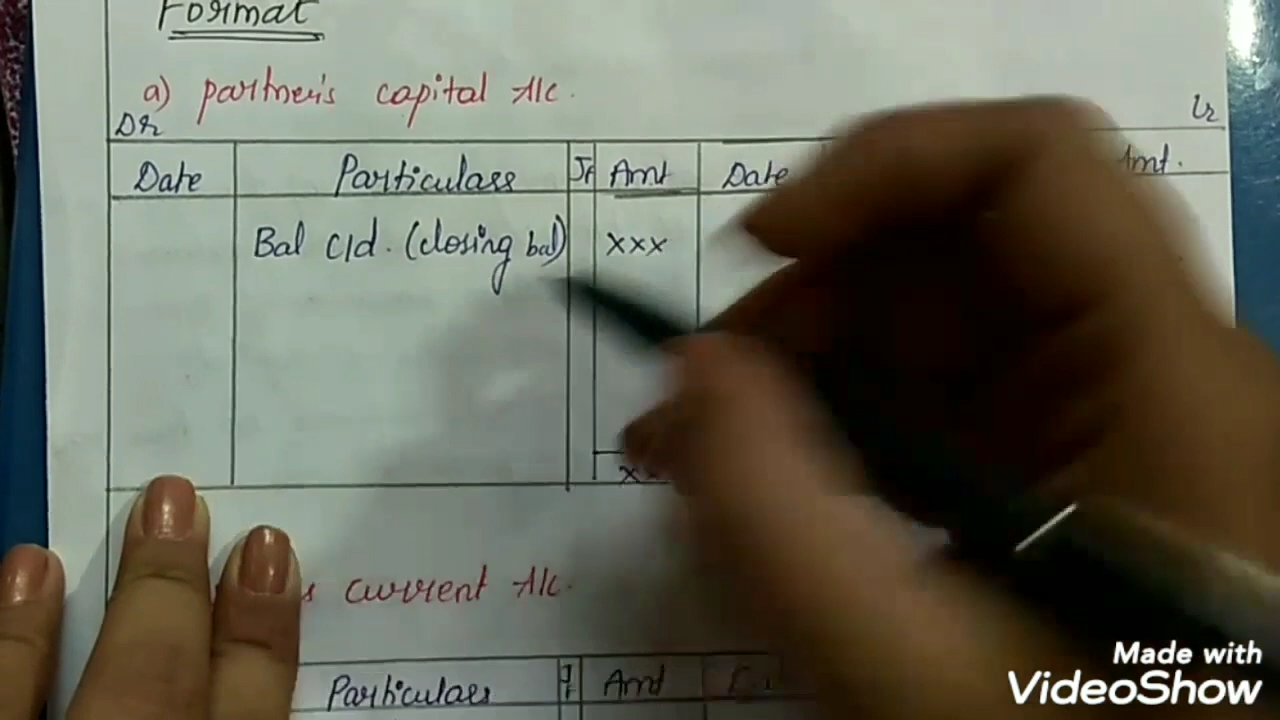 Format
a) partner's capital A/c.
Dr Cr
Date Particulars JF Amt Date Amt.
Bal c/d. (closing bal) xxx
current A/c.
Particulars JF Amt
Made with
VideoShow